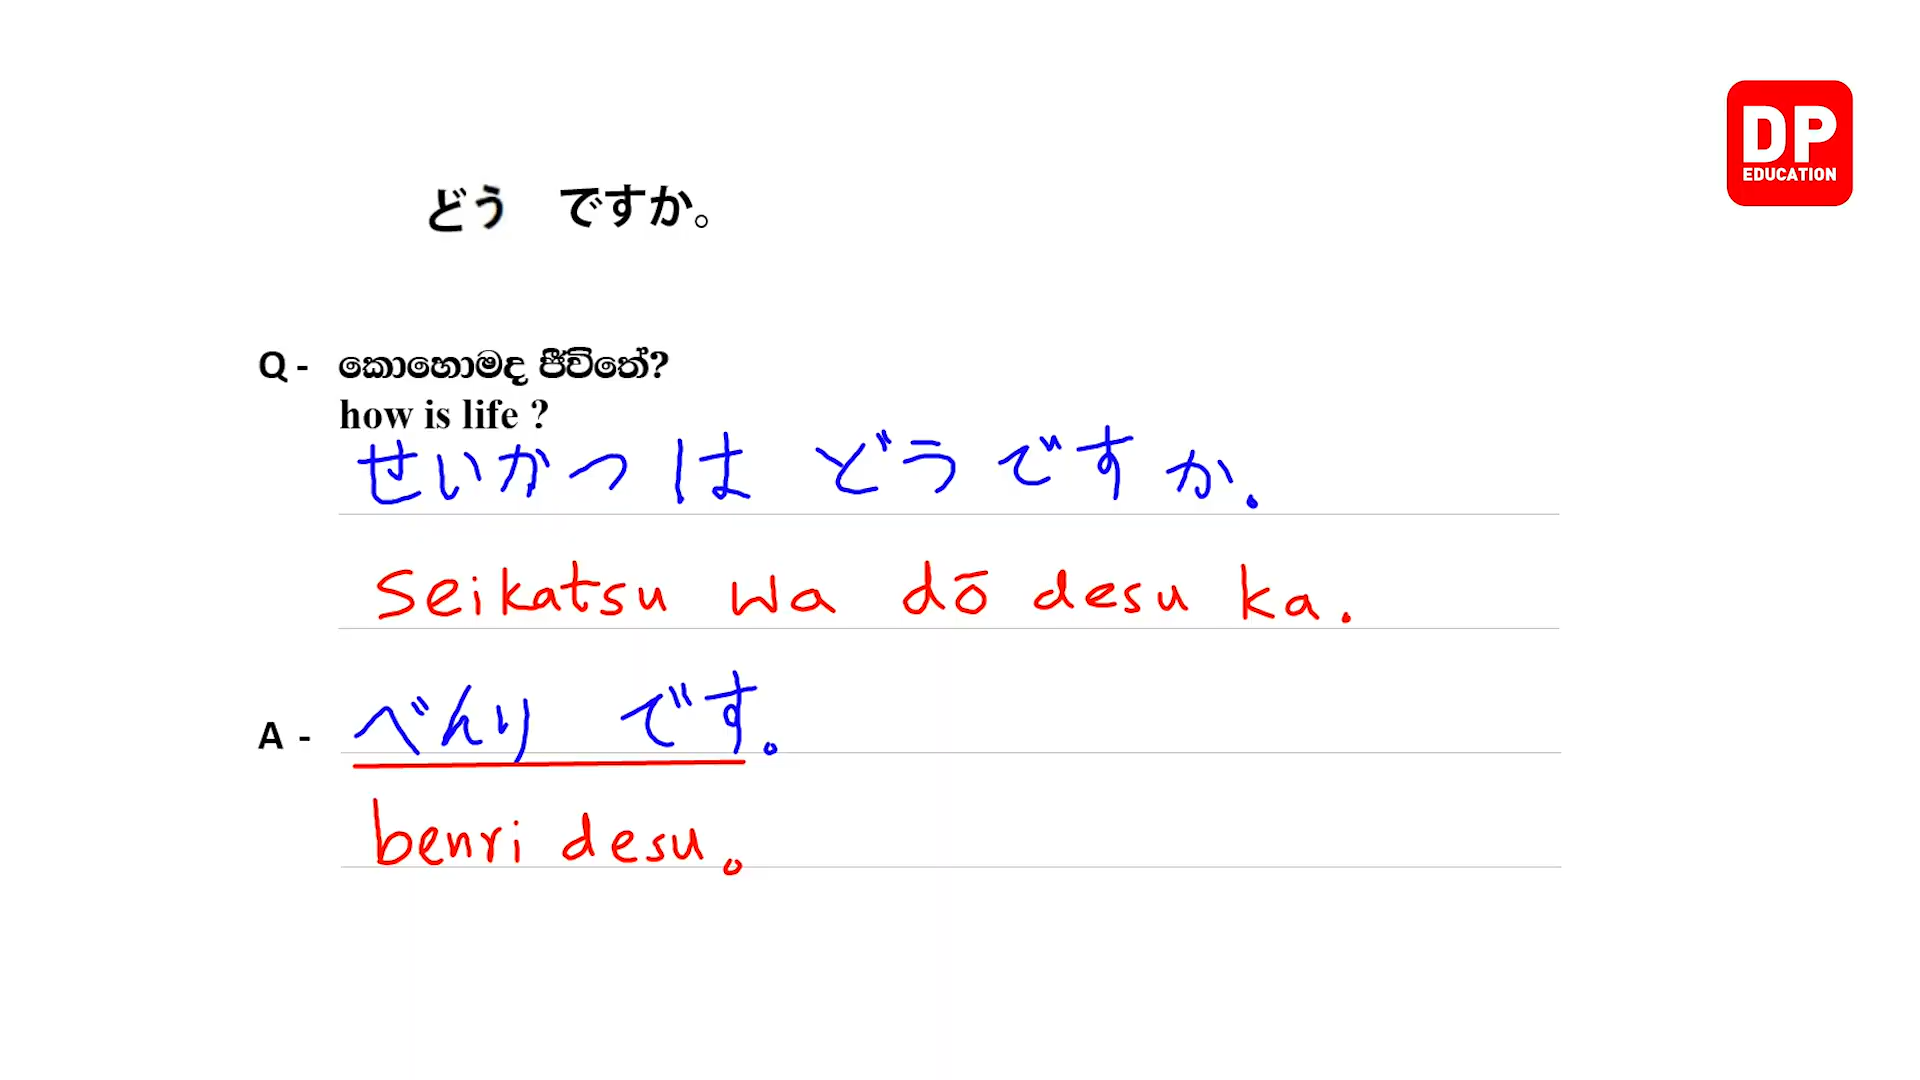 DP
EDUCATION
どう ですか。
Q - කොහොමද ජීවිතේ?
how is life ?
せいかつ は どうですか.
seikatsu wa dō desu ka.
A - べんり です。
benri desu。